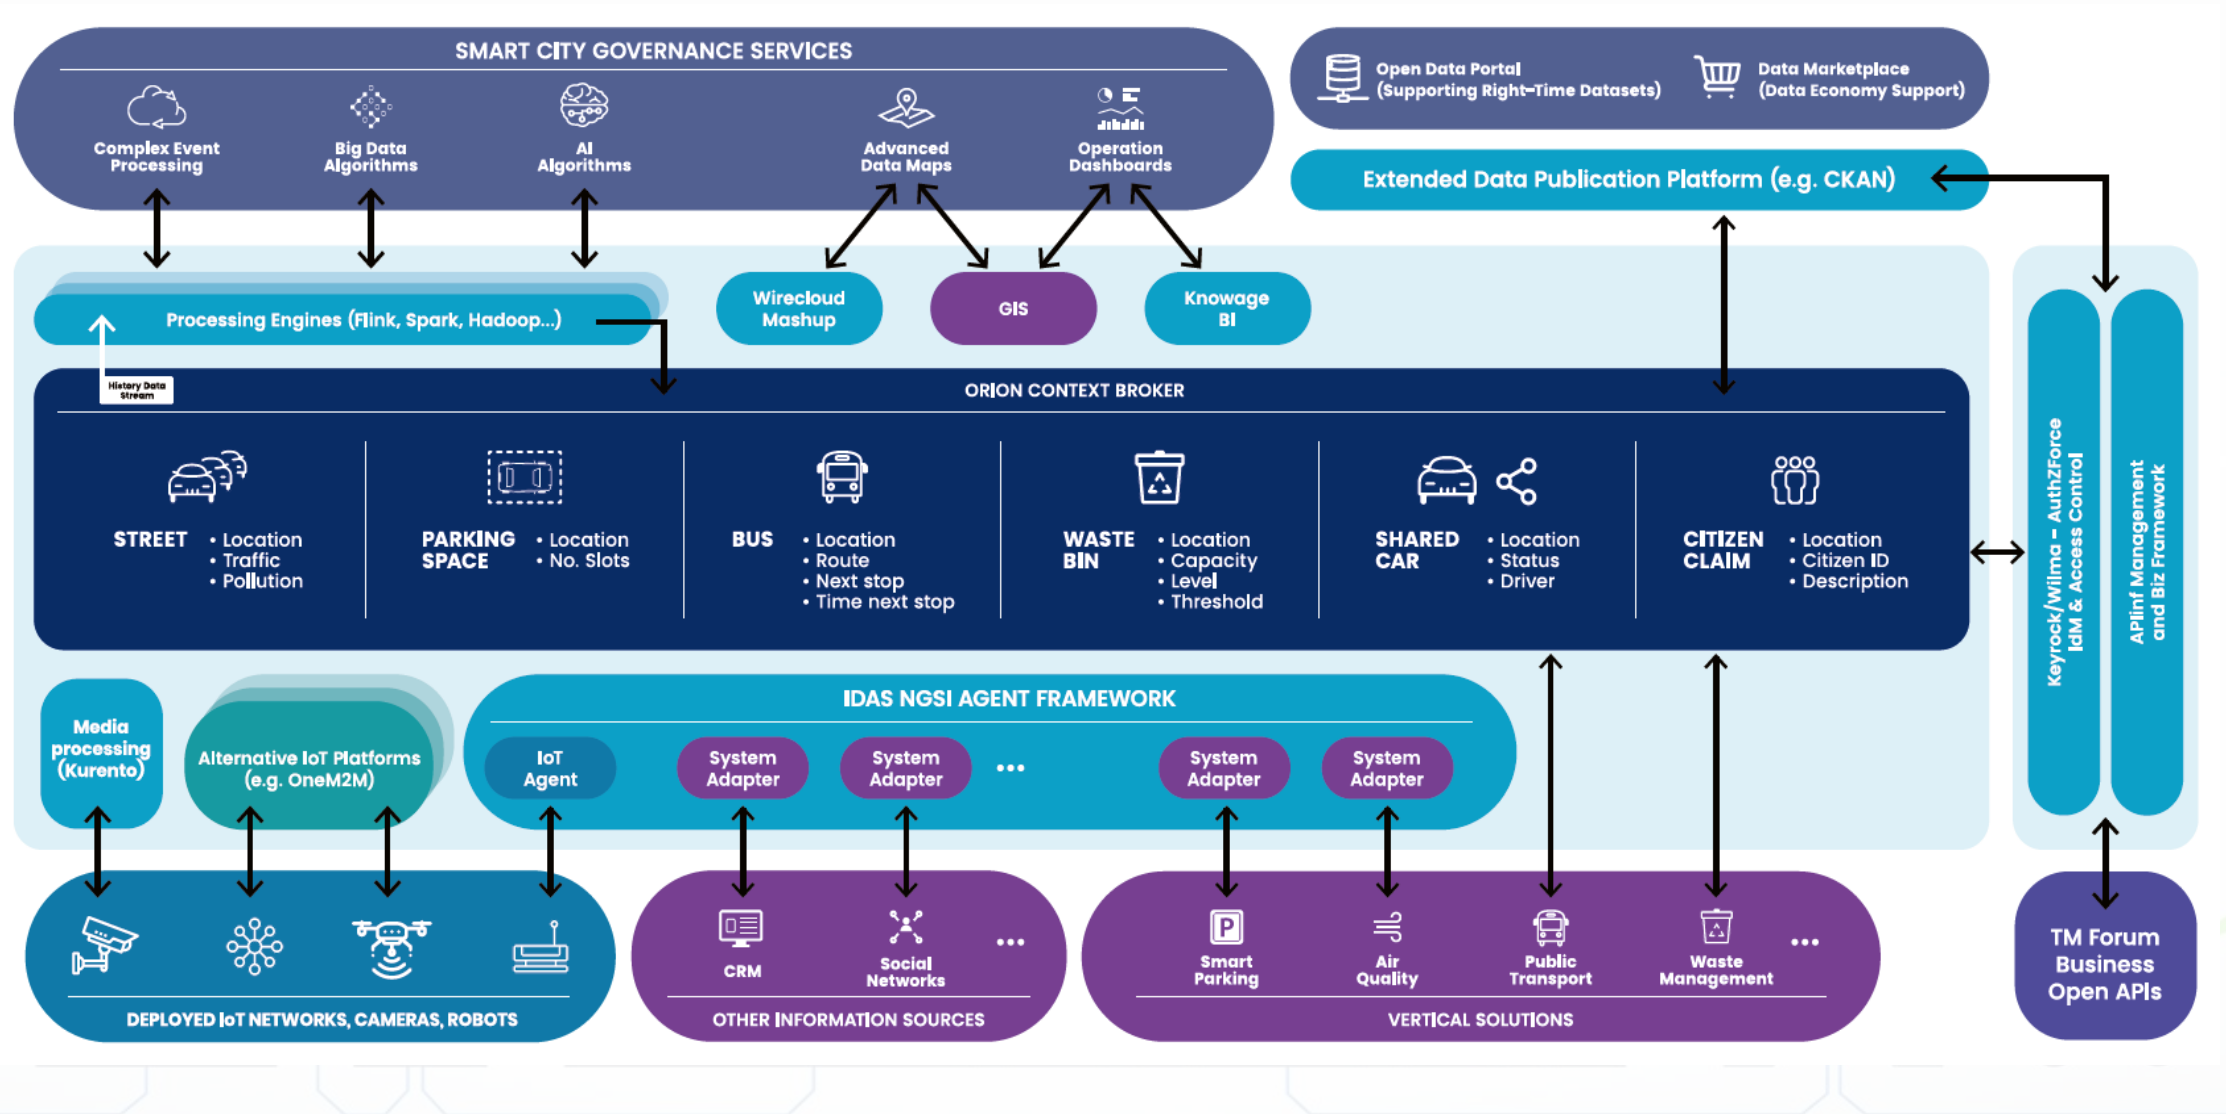 SMART CITY GOVERNANCE SERVICES
Complex Event
Processing
Big Data
Algorithms
AI
Algorithms
Advanced
Data Maps
Operation
Dashboards
Open Data Portal
(Supporting Right-Time Datasets)
Data Marketplace
(Data Economy Support)
Extended Data Publication Platform (e.g. CKAN)
Processing Engines (Flink, Spark, Hadoop...)
Wirecloud
Mashup
GIS
Knowage
BI
History Data
Stream
ORION CONTEXT BROKER
STREET
• Location
• Traffic
• Pollution
PARKING
SPACE
• Location
• No. Slots
BUS
• Location
• Route
• Next stop
• Time next stop
WASTE
BIN
• Location
• Capacity
• Level
• Threshold
SHARED
CAR
• Location
• Status
• Driver
CITIZEN
CLAIM
• Location
• Citizen ID
• Description
Keyrock/Wilma - AuthZForce
IdM & Access Control
APIinf Management
and Biz Framework
Media
processing
(Kurento)
Alternative IoT Platforms
(e.g. OneM2M)
IDAS NGSI AGENT FRAMEWORK
IoT
Agent
System
Adapter
System
Adapter
...
System
Adapter
System
Adapter
DEPLOYED IoT NETWORKS, CAMERAS, ROBOTS
CRM
Social
Networks
...
OTHER INFORMATION SOURCES
P
Smart
Parking
Air
Quality
Public
Transport
Waste
Management
...
VERTICAL SOLUTIONS
TM Forum
Business
Open APIs